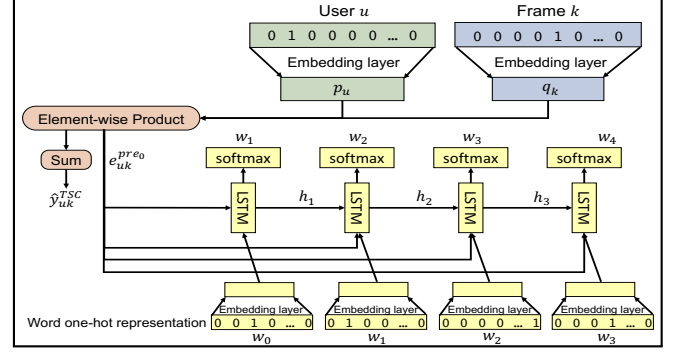 User u Frame k
0 1 0 0 0 0 ... 0 0 0 0 0 1 0 ... 0
Embedding layer Embedding layer
p_u q_k
Element-wise Product
w_1 w_2 w_3 w_4
Sum e_{uk}^{pre_0} softmax softmax softmax softmax
ŷ_{uk}^{TSC}
LSTM h_1 LSTM h_2 LSTM h_3 LSTM
Embedding layer Embedding layer Embedding layer Embedding layer
Word one-hot representation 0 0 1 0 ... 0 0 1 0 0 ... 0 0 0 0 0 ... 1 0 0 0 1 ... 0
w_0 w_1 w_2 w_3